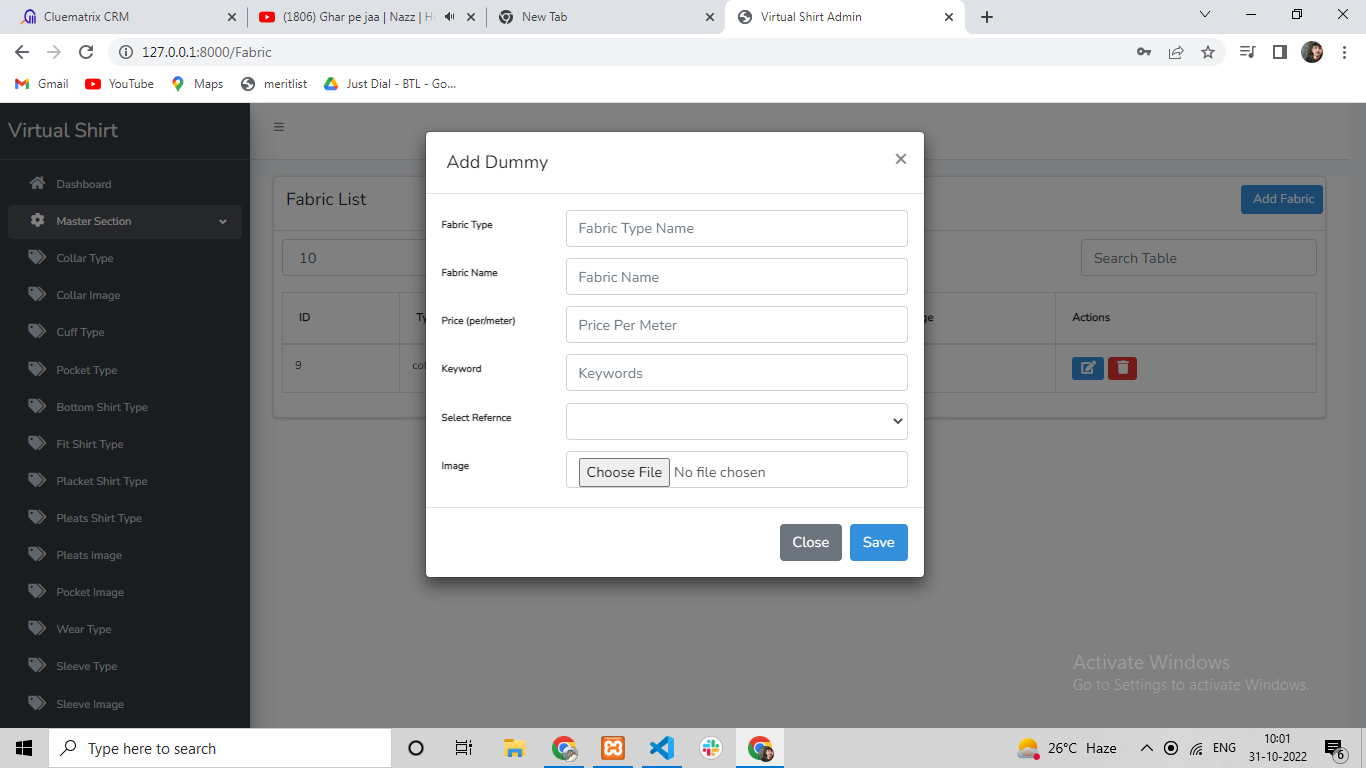 Cluematrix CRM
(1806) Ghar pe jaa | Nazz | H
New Tab
Virtual Shirt Admin
127.0.0.1:8000/Fabric
Gmail
YouTube
Maps
meritlist
Just Dial - BTL - Go...
Virtual Shirt
Dashboard
Master Section
Collar Type
Collar Image
Cuff Type
Pocket Type
Bottom Shirt Type
Fit Shirt Type
Placket Shirt Type
Pleats Shirt Type
Pleats Image
Pocket Image
Wear Type
Sleeve Type
Sleeve Image
Fabric List
Add Fabric
10
Search Table
ID
Ty
ge
Actions
9
cot
Add Dummy
×
Fabric Type
Fabric Type Name
Fabric Name
Fabric Name
Price (per/meter)
Price Per Meter
Keyword
Keywords
Select Refernce
Image
Choose File No file chosen
Close
Save
Activate Windows
Go to Settings to activate Windows.
Type here to search
26°C Haze
ENG
10:01
31-10-2022
6